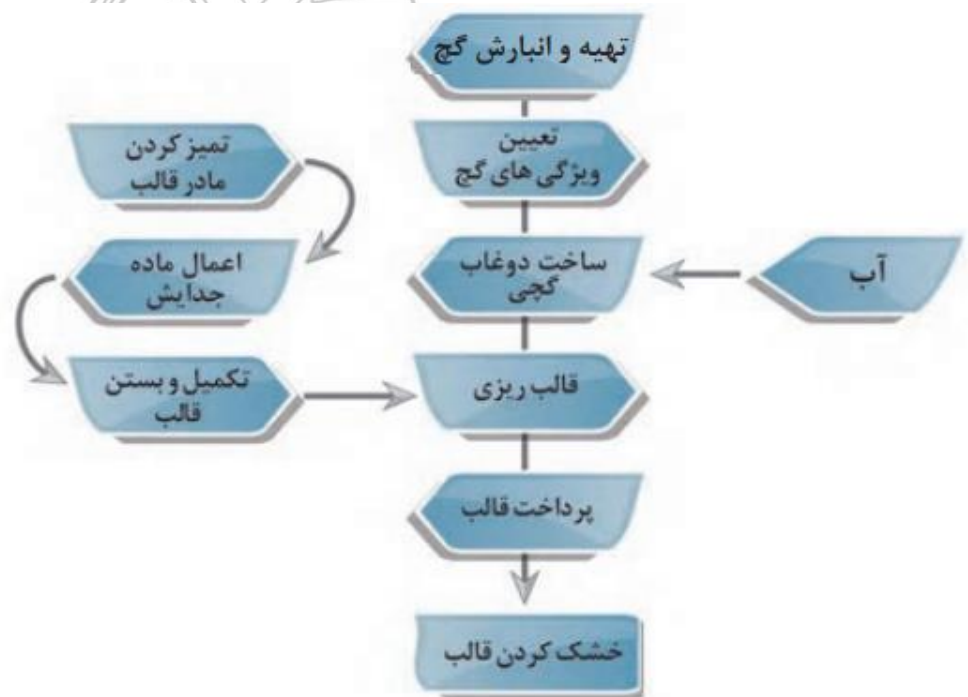 تهیه و انبارش گچ
تعیین
ویژگی های گچ
تمیز کردن
مادر قالب
اعمال ماده
جدایش
ساخت دوغاب
گچی
آب
تکمیل و بستن
قالب
قالب ریزی
پرداخت قالب
خشک کردن قالب